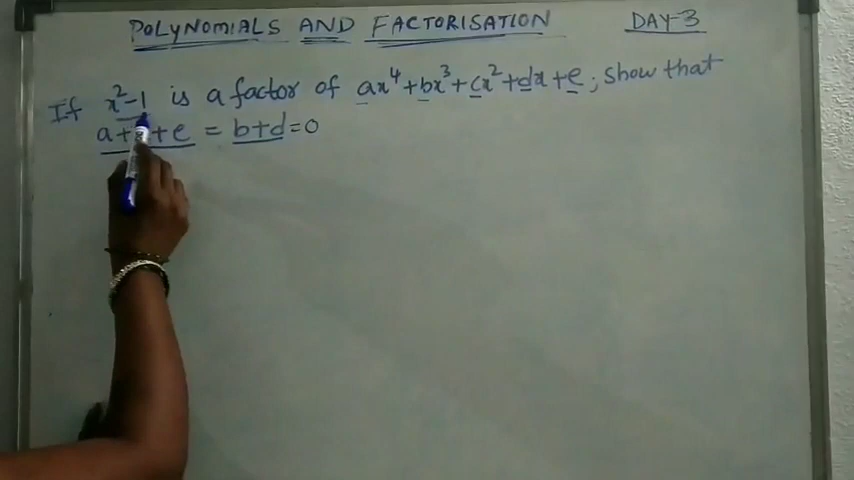 POLYNOMIALS AND FACTORISATION DAY-3
If x²-1 is a factor of ax⁴+bx³+cx²+dx+e; show that
a+ +e = b+d=0